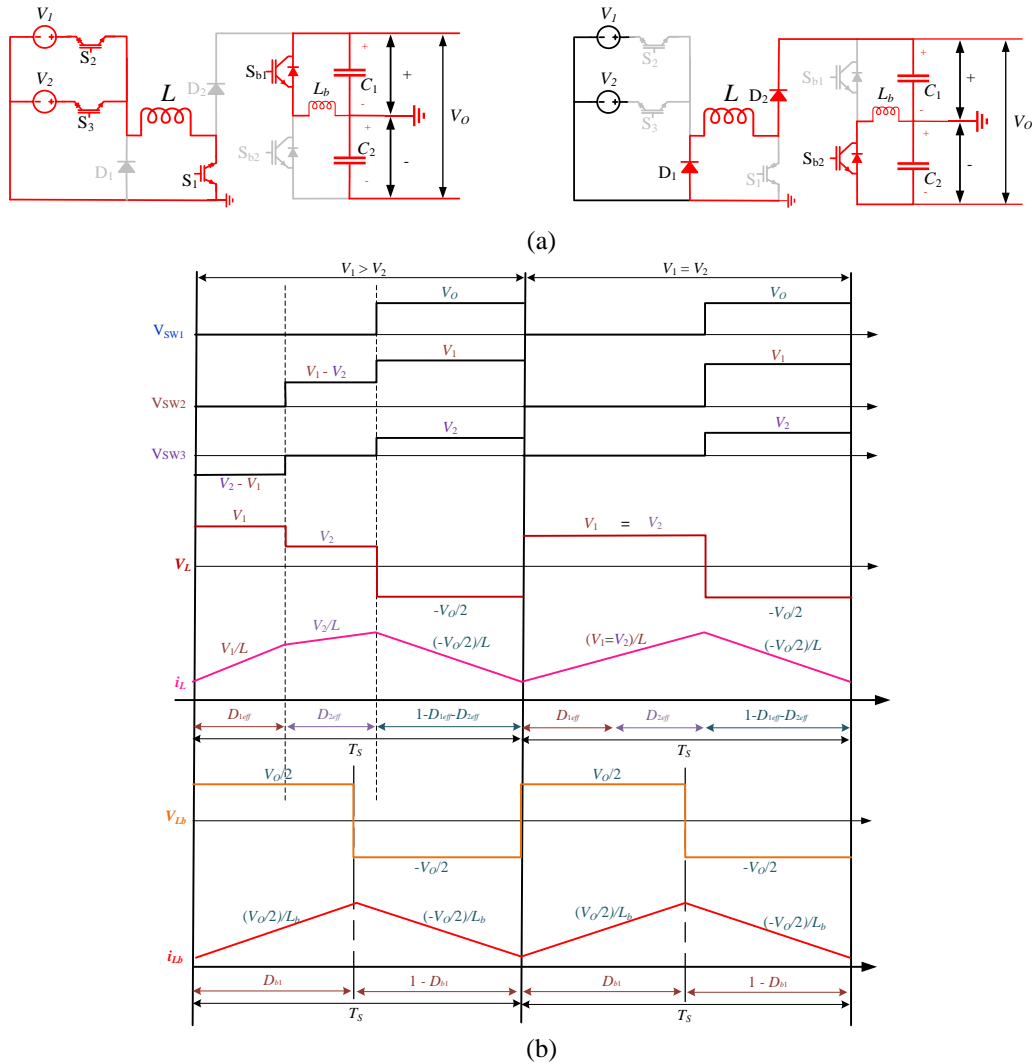 V1
S2
V2
S3
L
D2
D1
S1
Sb1
Lb
Sb2
+
C1
-
+
C2
-
+
-
VO
V1
S2
V2
S3
L
D2
D1
S1
Sb1
Lb
Sb2
+
C1
-
+
C2
-
+
-
VO
(a)
V1 > V2
V1 = V2
VSW1
VO
VO
VSW2
V1 - V2
V1
V1
VSW3
V2 - V1
V2
V2
VL
V1
V2
-VO/2
V1 = V2
-VO/2
iL
V1/L
V2/L
(-VO/2)/L
(V1=V2)/L
(-VO/2)/L
D1eff
D2eff
1-D1eff-D2eff
D1eff
D2eff
1-D1eff-D2eff
TS
TS
VLb
VO/2
-VO/2
VO/2
-VO/2
iLb
(VO/2)/Lb
(-VO/2)/Lb
(VO/2)/Lb
(-VO/2)/Lb
Db1
1 - Db1
Db1
1 - Db1
TS
TS
(b)